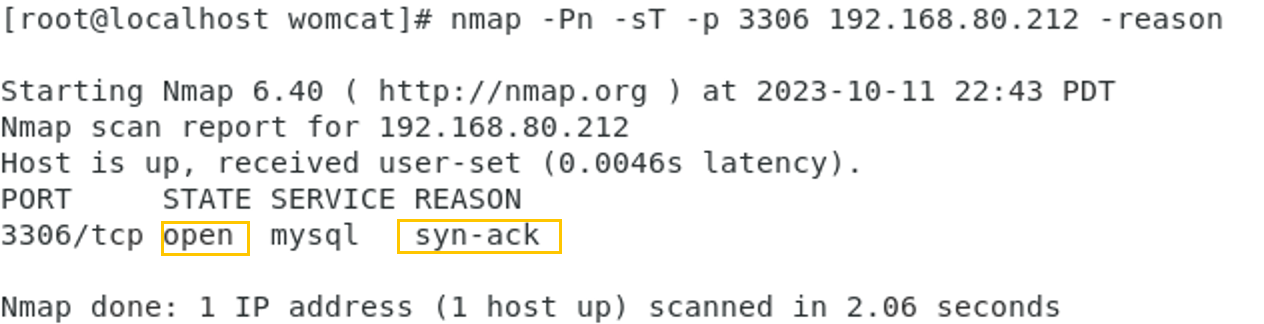 [root@localhost womcat]# nmap -Pn -sT -p 3306 192.168.80.212 -reason
Starting Nmap 6.40 ( http://nmap.org ) at 2023-10-11 22:43 PDT
Nmap scan report for 192.168.80.212
Host is up, received user-set (0.0046s latency).
PORT     STATE SERVICE REASON
3306/tcp open  mysql   syn-ack
Nmap done: 1 IP address (1 host up) scanned in 2.06 seconds